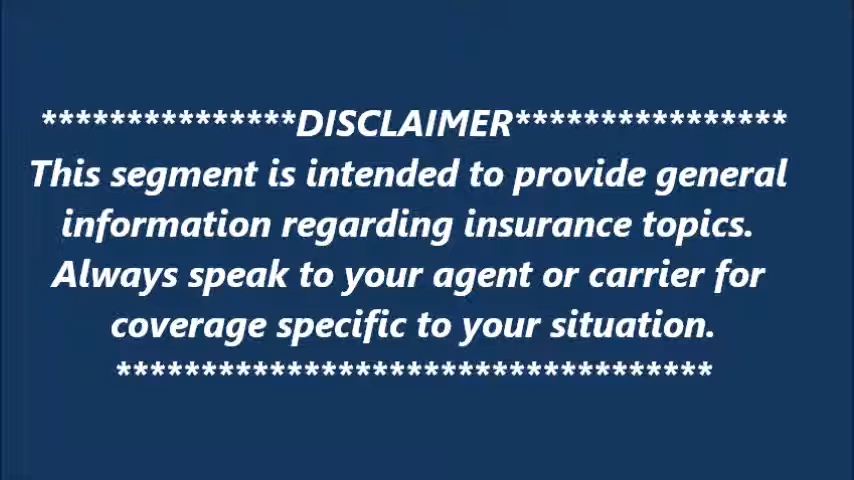 ***************DISCLAIMER****************
This segment is intended to provide general
information regarding insurance topics.
Always speak to your agent or carrier for
coverage specific to your situation.
***********************************